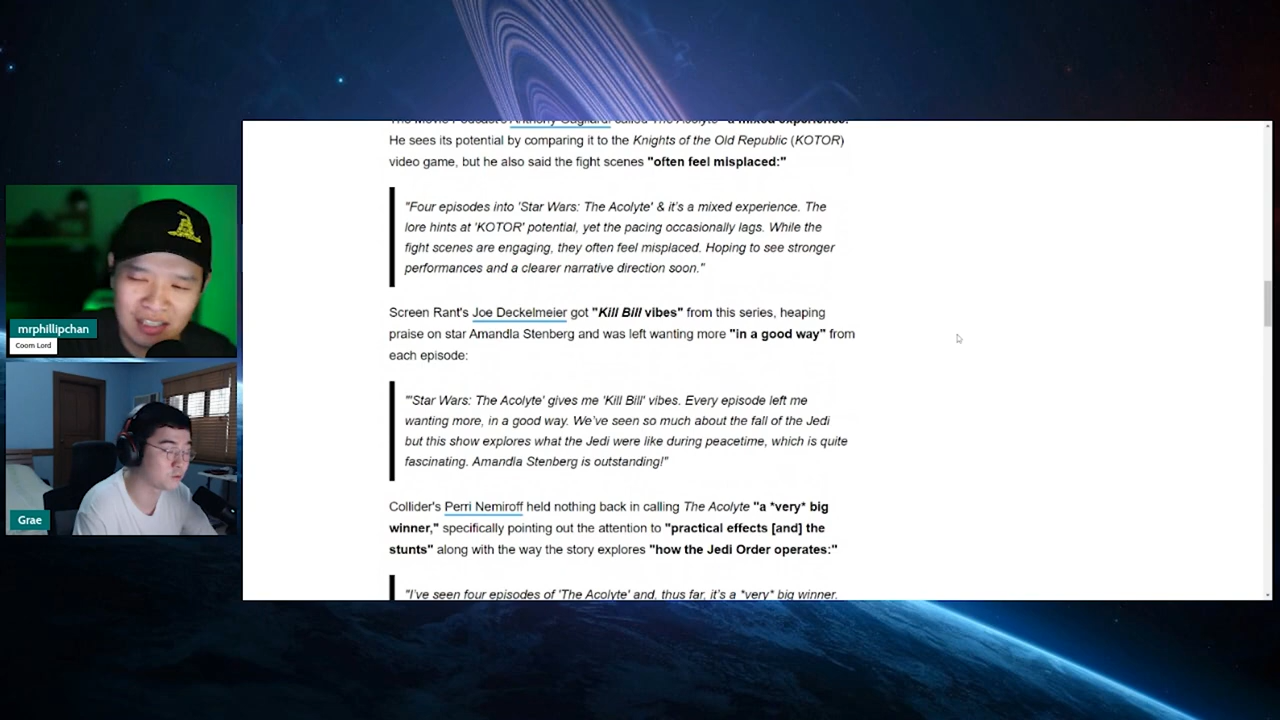 The Movie Podcast's Anthony Gagliardi called The Acolyte "a mixed experience."
He sees its potential by comparing it to the Knights of the Old Republic (KOTOR)
video game, but he also said the fight scenes "often feel misplaced:"
"Four episodes into 'Star Wars: The Acolyte' & it's a mixed experience. The
lore hints at 'KOTOR' potential, yet the pacing occasionally lags. While the
fight scenes are engaging, they often feel misplaced. Hoping to see stronger
performances and a clearer narrative direction soon."
Screen Rant's Joe Deckelmeier got "Kill Bill vibes" from this series, heaping
praise on star Amandla Stenberg and was left wanting more "in a good way" from
each episode:
"'Star Wars: The Acolyte' gives me 'Kill Bill' vibes. Every episode left me
wanting more, in a good way. We've seen so much about the fall of the Jedi
but this show explores what the Jedi were like during peacetime, which is quite
fascinating. Amandla Stenberg is outstanding!"
Collider's Perri Nemiroff held nothing back in calling The Acolyte "a *very* big
winner," specifically pointing out the attention to "practical effects [and] the
stunts" along with the way the story explores "how the Jedi Order operates:"
"I've seen four episodes of 'The Acolyte' and, thus far, it's a *very* big winner.
mrphillipchan
Coom Lord
Grae